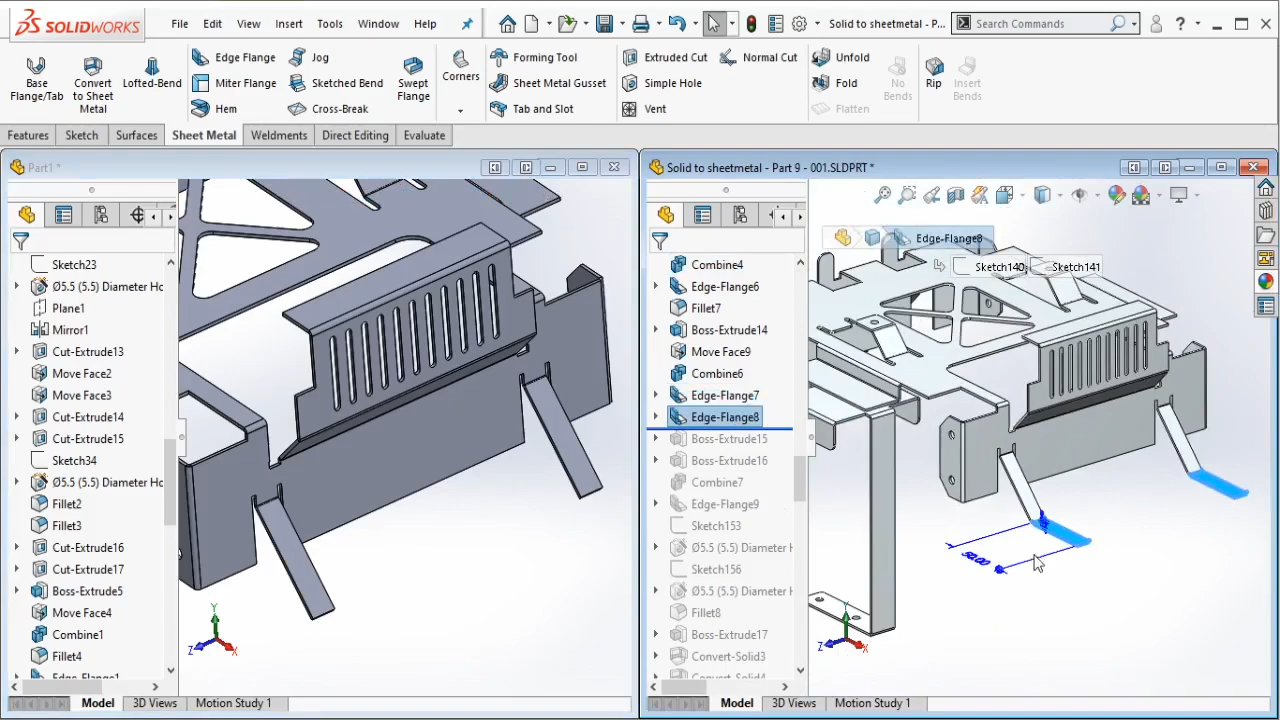 SOLIDWORKS
File Edit View Insert Tools Window Help
Solid to sheetmetal - P...
Search Commands
Base Flange/Tab
Convert to Sheet Metal
Lofted-Bend
Edge Flange
Miter Flange
Hem
Jog
Sketched Bend
Cross-Break
Swept Flange
Corners
Forming Tool
Sheet Metal Gusset
Tab and Slot
Extruded Cut
Simple Hole
Vent
Normal Cut
Unfold
Fold
Flatten
No Bends
Rip
Insert Bends
Features Sketch Surfaces Sheet Metal Weldments Direct Editing Evaluate
Part1 *
Sketch23
Ø5.5 (5.5) Diameter Ho
Plane1
Mirror1
Cut-Extrude13
Move Face2
Move Face3
Cut-Extrude14
Cut-Extrude15
Sketch34
Ø5.5 (5.5) Diameter Ho
Fillet2
Fillet3
Cut-Extrude16
Cut-Extrude17
Boss-Extrude5
Move Face4
Combine1
Fillet4
Edge-Flange1
Y
Z
X
Model 3D Views Motion Study 1
Solid to sheetmetal - Part 9 - 001.SLDPRT *
Combine4
Edge-Flange6
Fillet7
Boss-Extrude14
Move Face9
Combine6
Edge-Flange7
Edge-Flange8
Boss-Extrude15
Boss-Extrude16
Combine7
Edge-Flange9
Sketch153
Ø5.5 (5.5) Diameter H
Sketch156
Ø5.5 (5.5) Diameter H
Fillet8
Boss-Extrude17
Convert-Solid3
Convert-Solid4
Edge-Flange8
Sketch140
Sketch141
50.00
Y
Z
X
Model 3D Views Motion Study 1